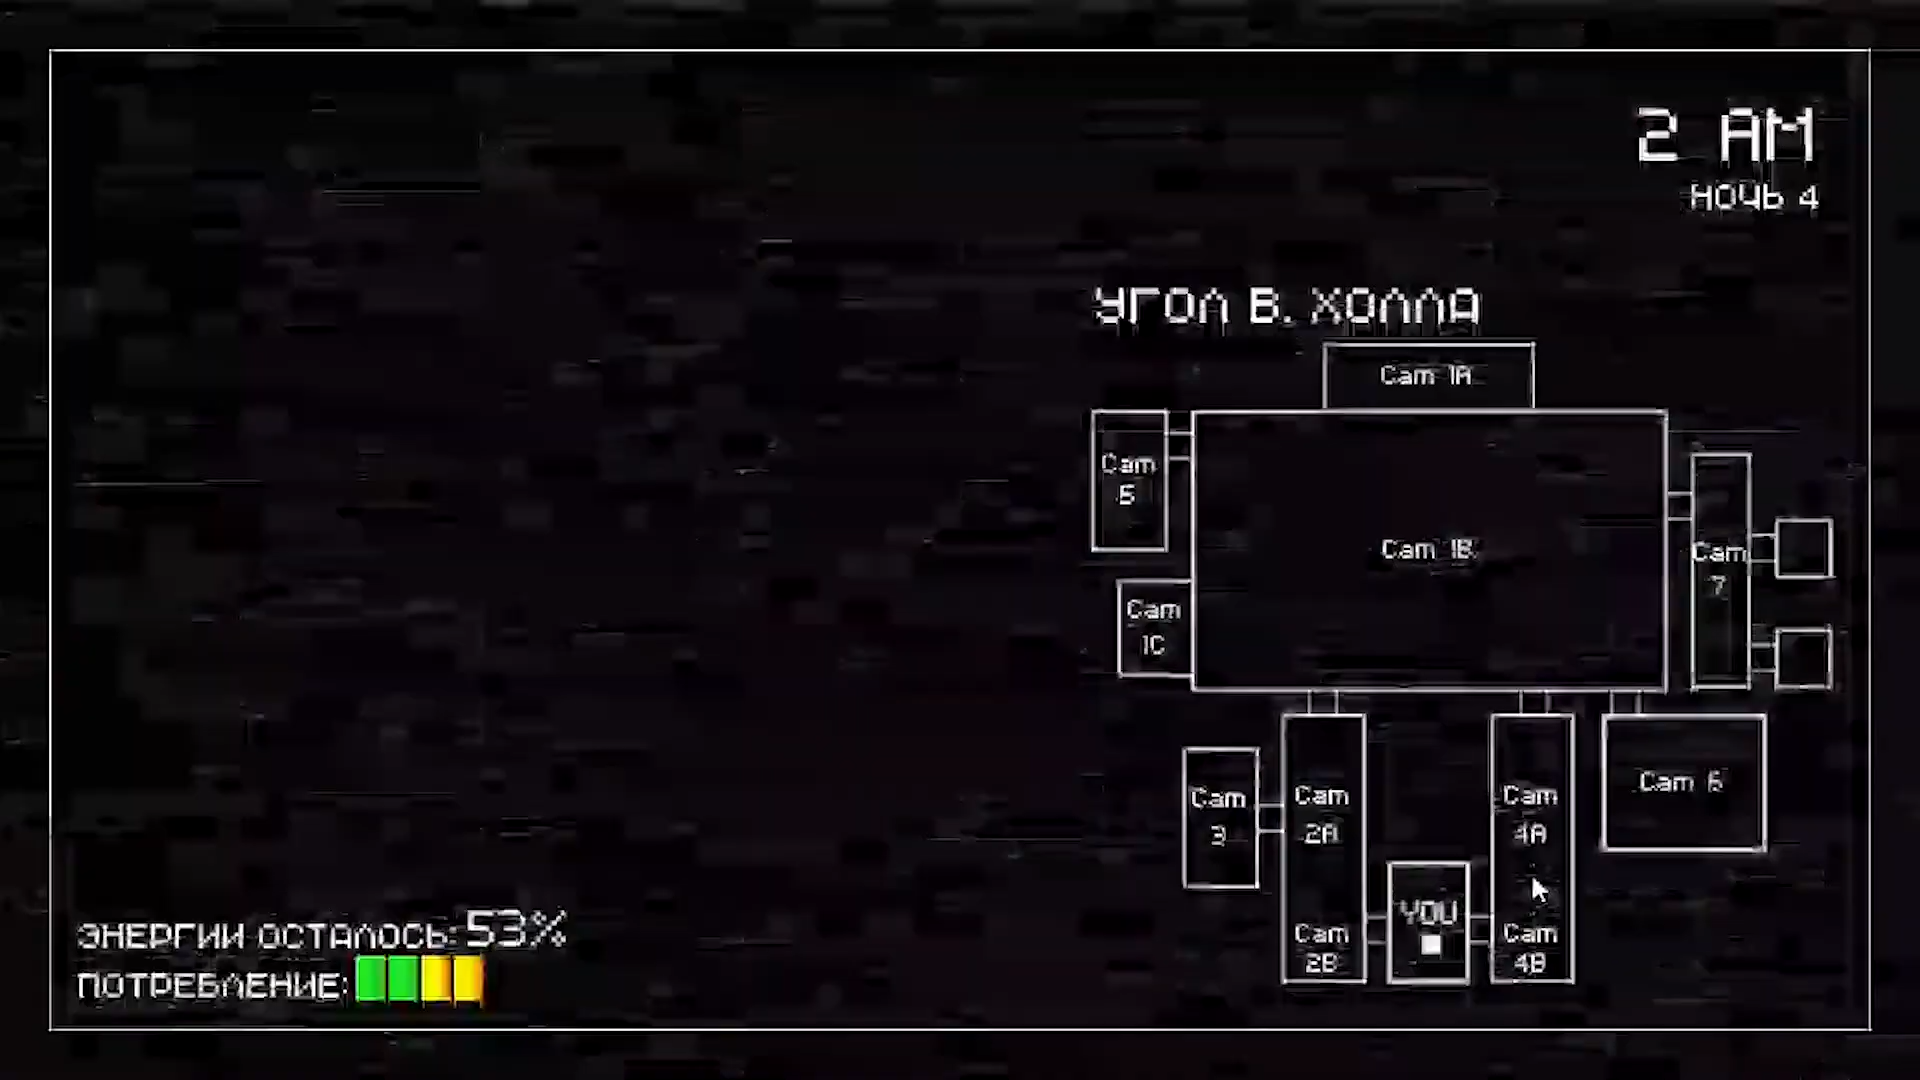 2 AM
НОЧЬ 4
УГОЛ В. ХОЛЛА
Cam 1A
Cam
5
Cam 1B
Cam
7
Cam
1C
Cam
3
Cam
2A
Cam
4A
Cam 6
YOU
Cam
2B
Cam
4B
ЭНЕРГИИ ОСТАЛОСЬ: 53%
ПОТРЕБЛЕНИЕ: